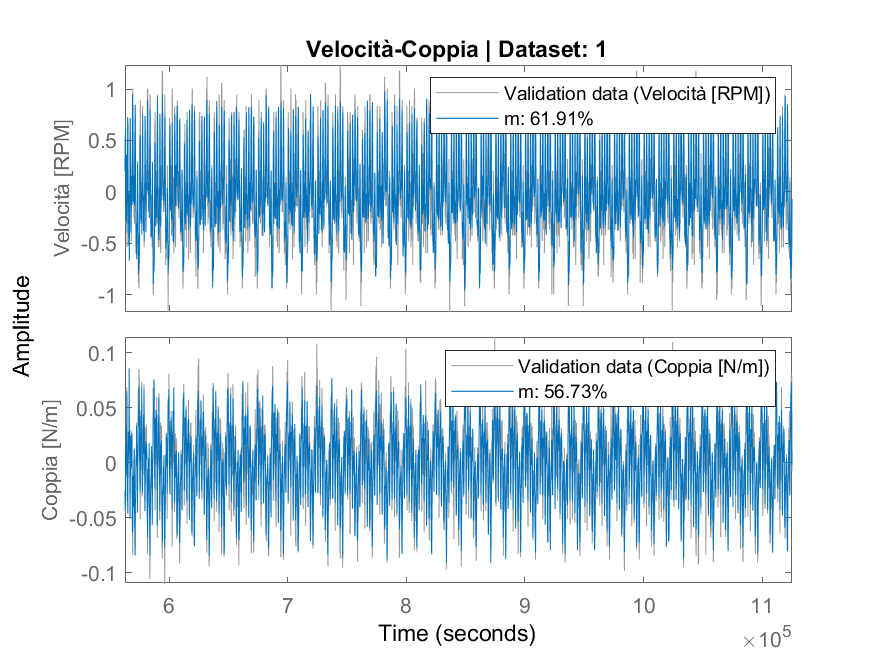 Velocità-Coppia | Dataset: 1
Validation data (Velocità [RPM])
m: 61.91%
1
0.5
0
-0.5
-1
Velocità [RPM]
Amplitude
Validation data (Coppia [N/m])
m: 56.73%
0.1
0.05
0
-0.05
-0.1
Coppia [N/m]
6 7 8 9 10 11
Time (seconds)
×10^5